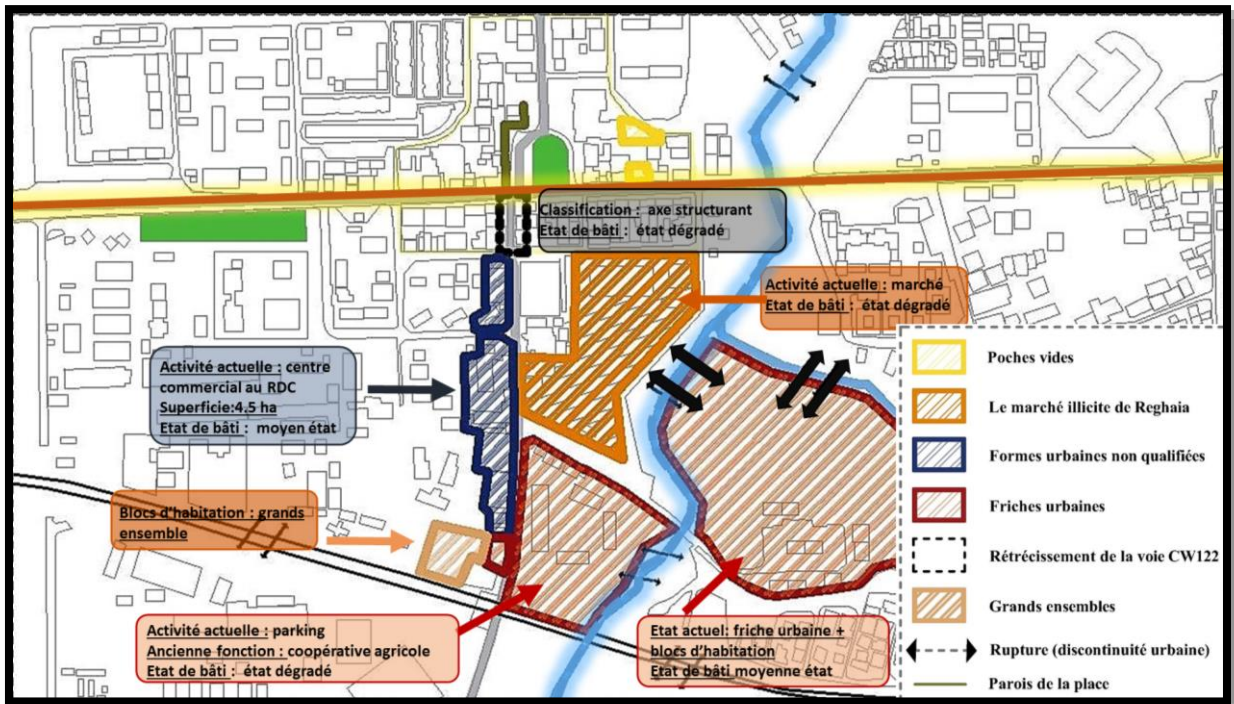 Classification : axe structurant
Etat de bâti : état dégradé
Activité actuelle : marché
Etat de bâti : état dégradé
Activité actuelle : centre
commercial au RDC
Superficie:4.5 ha
Etat de bâti : moyen état
Blocs d'habitation : grands
ensemble
Activité actuelle : parking
Ancienne fonction : coopérative agricole
Etat de bâti : état dégradé
Etat actuel: friche urbaine +
blocs d'habitation
Etat de bâti moyenne état
Poches vides
Le marché illicite de Reghaia
Formes urbaines non qualifiées
Friches urbaines
Rétrécissement de la voie CW122
Grands ensembles
Rupture (discontinuité urbaine)
Parois de la place